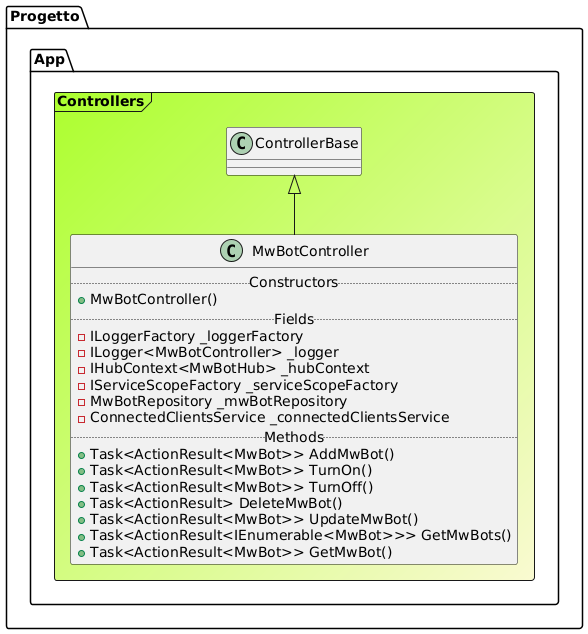 Progetto
App
Controllers
C ControllerBase
C MwBotController
Constructors
MwBotController()
Fields
ILoggerFactory _loggerFactory
ILogger<MwBotController> _logger
IHubContext<MwBotHub> _hubContext
IServiceScopeFactory _serviceScopeFactory
MwBotRepository _mwBotRepository
ConnectedClientsService _connectedClientsService
Methods
Task<ActionResult<MwBot>> AddMwBot()
Task<ActionResult<MwBot>> TurnOn()
Task<ActionResult<MwBot>> TurnOff()
Task<ActionResult> DeleteMwBot()
Task<ActionResult<MwBot>> UpdateMwBot()
Task<ActionResult<IEnumerable<MwBot>>> GetMwBots()
Task<ActionResult<MwBot>> GetMwBot()